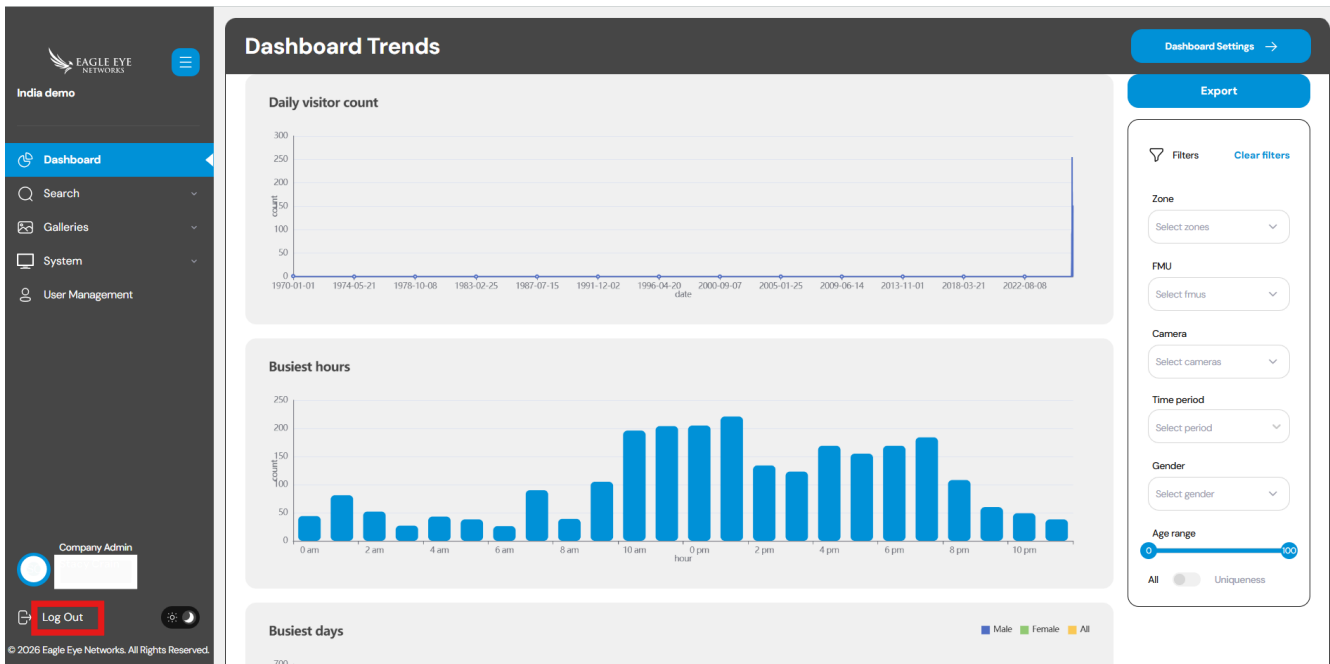 EAGLE EYE
NETWORKS
India demo
Dashboard
Search
Galleries
System
User Management
Company Admin
Log Out
© 2026 Eagle Eye Networks. All Rights Reserved.
Dashboard Trends
Dashboard Settings →
Export
Daily visitor count
300
250
200
150
100
50
0
count
1970-01-01 1974-05-21 1978-10-08 1983-02-25 1987-07-15 1991-12-02 1996-04-20 2000-09-07 2005-01-25 2009-06-14 2013-11-01 2018-03-21 2022-08-08
date
Busiest hours
250
200
150
100
50
0
count
0 am 2 am 4 am 6 am 8 am 10 am 0 pm 2 pm 4 pm 6 pm 8 pm 10 pm
hour
Busiest days
Male Female All
700
Filters Clear filters
Zone
Select zones
FMU
Select fmus
Camera
Select cameras
Time period
Select period
Gender
Select gender
Age range
0 100
All Uniqueness